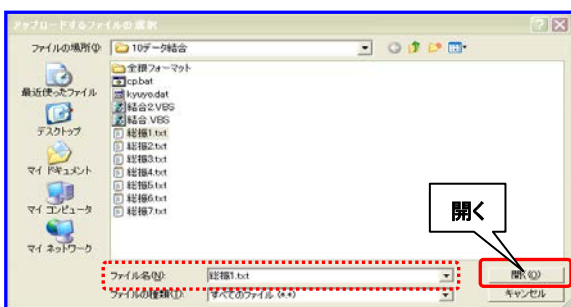 アップロードするファイルの選択
ファイルの場所(I):
10データ結合
最近使ったファイル
デスクトップ
マイ ドキュメント
マイ コンピュータ
マイ ネットワーク
全銀フォーマット
cp.bat
kyuyo.dat
結合2.VBS
結合.VBS
総振1.txt
総振2.txt
総振3.txt
総振4.txt
総振5.txt
総振6.txt
総振7.txt
開く
ファイル名(N):
総振1.txt
開く(O)
ファイルの種類(T):
すべてのファイル (*.*)
キャンセル